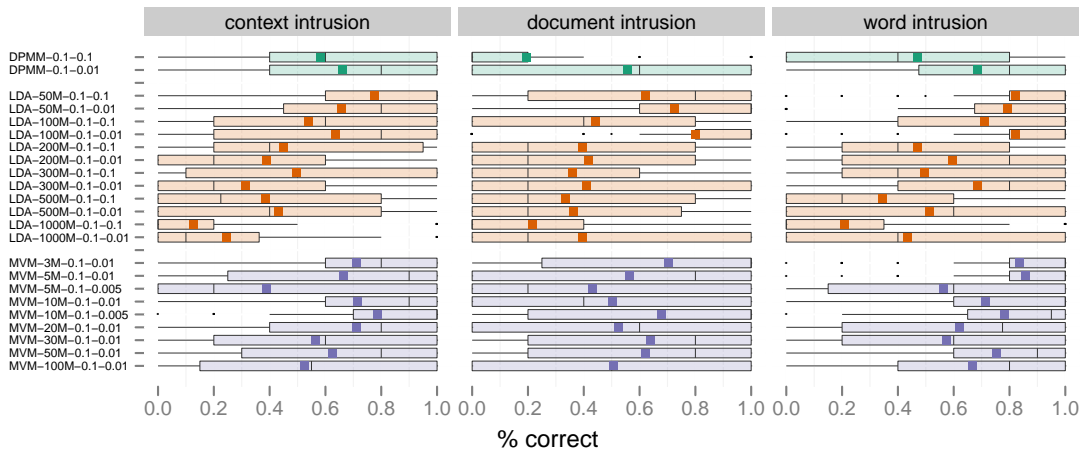 context intrusion document intrusion word intrusion
DPMM−0.1−0.1
DPMM−0.1−0.01
LDA−50M−0.1−0.1
LDA−50M−0.1−0.01
LDA−100M−0.1−0.1
LDA−100M−0.1−0.01
LDA−200M−0.1−0.1
LDA−200M−0.1−0.01
LDA−300M−0.1−0.1
LDA−300M−0.1−0.01
LDA−500M−0.1−0.1
LDA−500M−0.1−0.01
LDA−1000M−0.1−0.1
LDA−1000M−0.1−0.01
MVM−3M−0.1−0.01
MVM−5M−0.1−0.01
MVM−5M−0.1−0.005
MVM−10M−0.1−0.01
MVM−10M−0.1−0.005
MVM−20M−0.1−0.01
MVM−30M−0.1−0.01
MVM−50M−0.1−0.01
MVM−100M−0.1−0.01
0.0 0.2 0.4 0.6 0.8 1.0 0.0 0.2 0.4 0.6 0.8 1.0 0.0 0.2 0.4 0.6 0.8 1.0
% correct